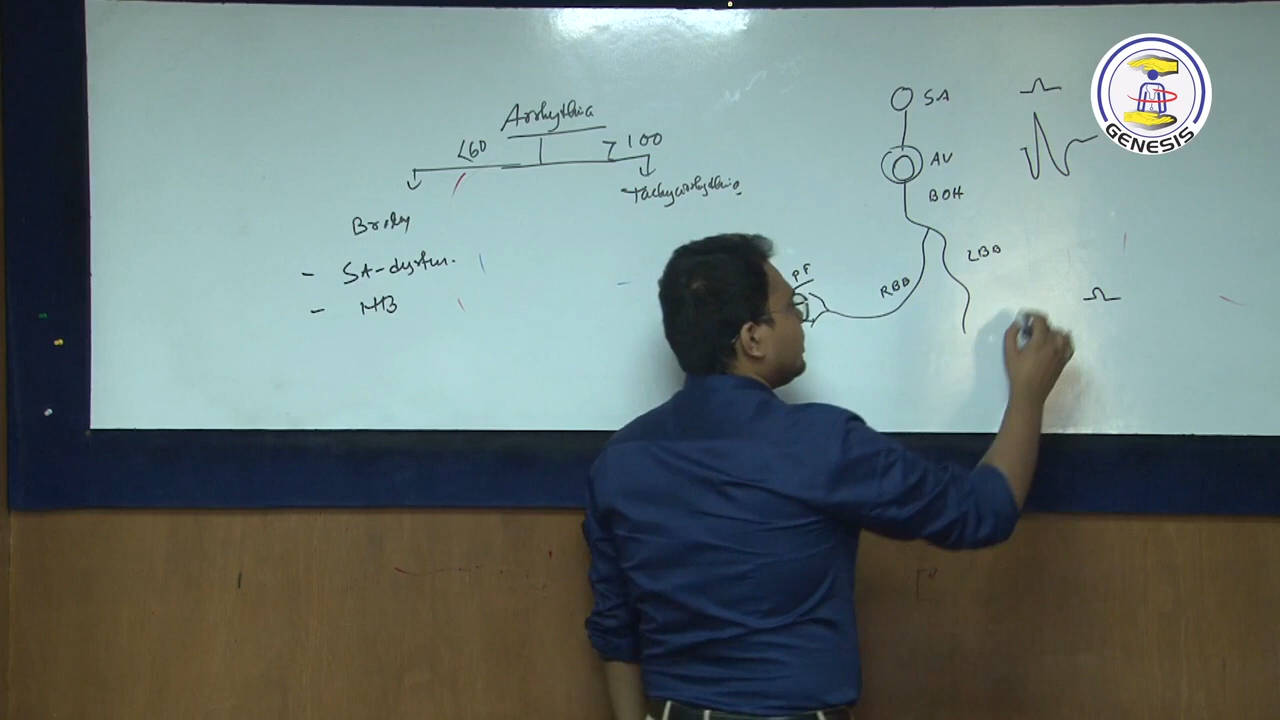 Arrhythmia
<60
> 100
Brady
Tachyarrhythmia
- SA-dysfun.
- HB
SA
AV
BOH
LBB
RBB
PF
GENESIS